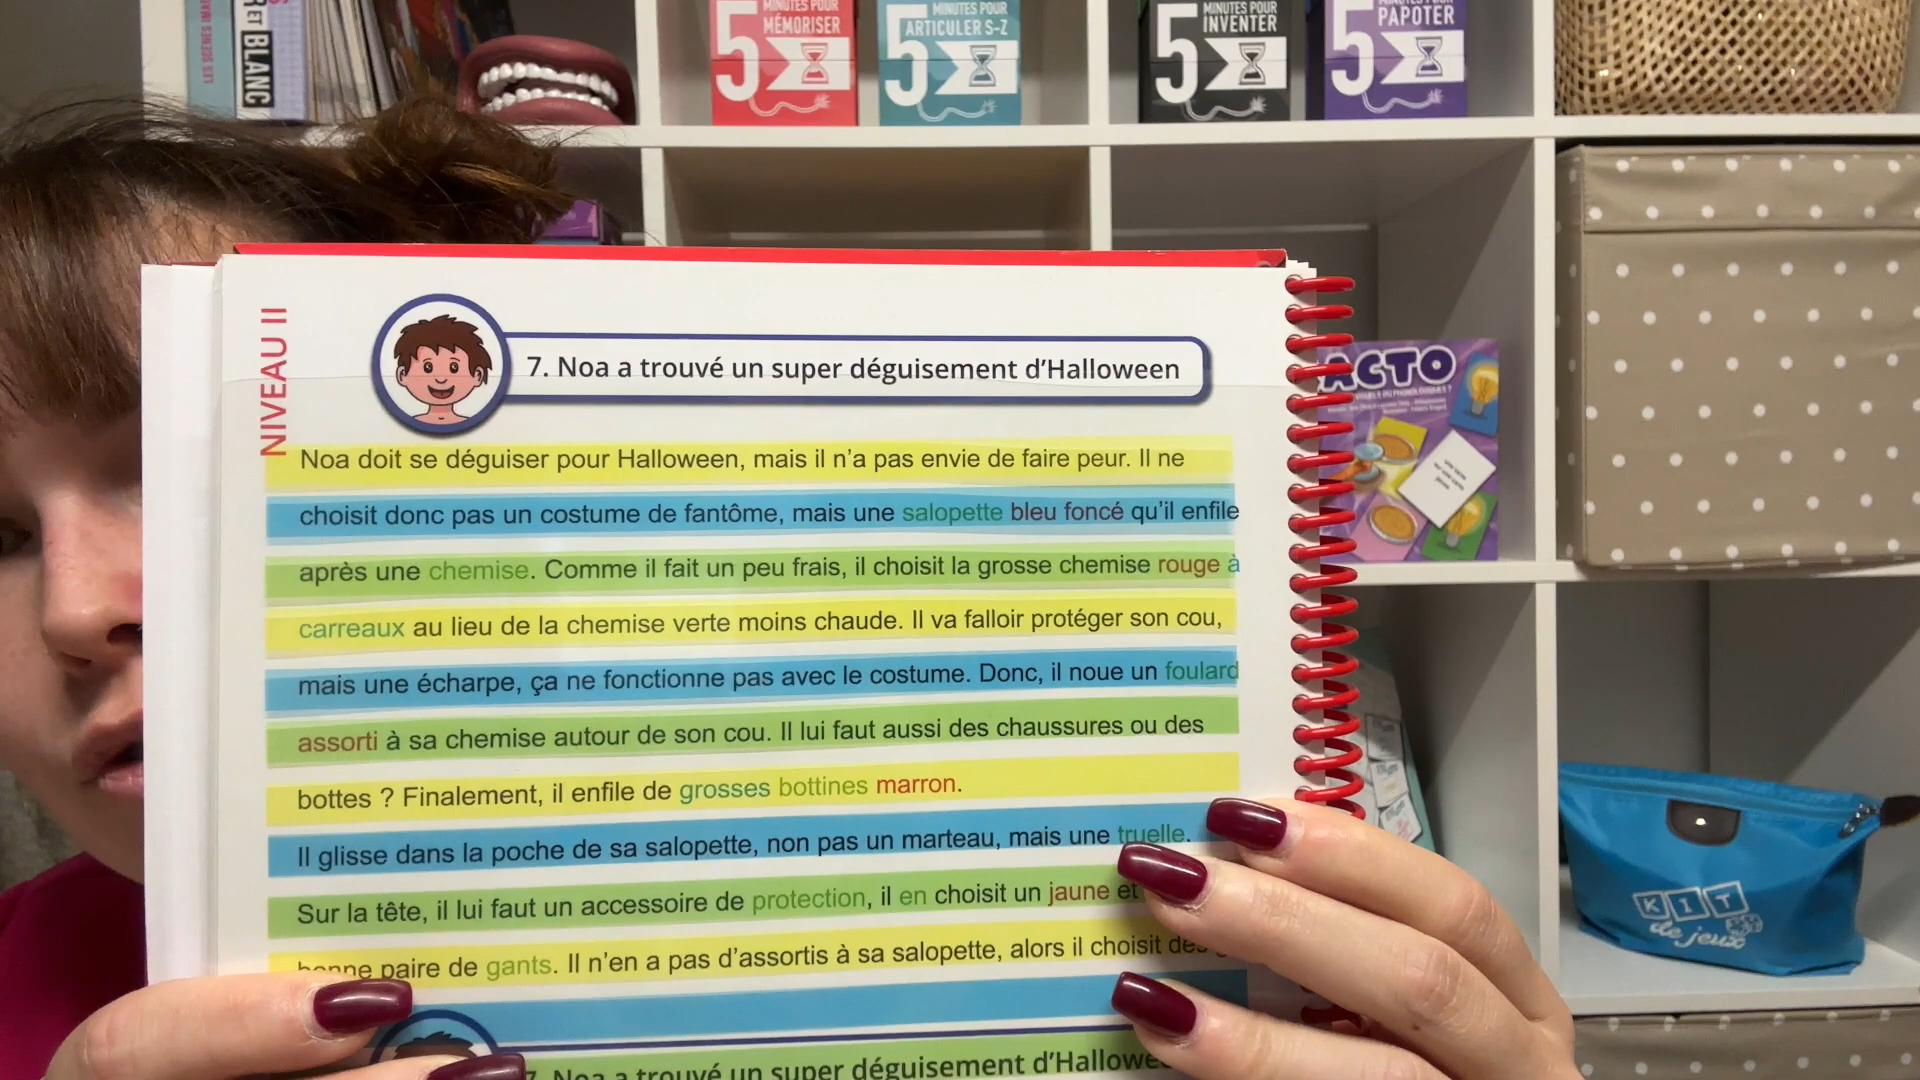 ET BLANC
5 MINUTES POUR MÉMORISER
5 MINUTES POUR ARTICULER S-Z
5 MINUTES POUR INVENTER
5 MINUTES POUR PAPOTER
NIVEAU II
7. Noa a trouvé un super déguisement d'Halloween
Noa doit se déguiser pour Halloween, mais il n'a pas envie de faire peur. Il ne
choisit donc pas un costume de fantôme, mais une salopette bleu foncé qu'il enfile
après une chemise. Comme il fait un peu frais, il choisit la grosse chemise rouge à
carreaux au lieu de la chemise verte moins chaude. Il va falloir protéger son cou,
mais une écharpe, ça ne fonctionne pas avec le costume. Donc, il noue un foulard
assorti à sa chemise autour de son cou. Il lui faut aussi des chaussures ou des
bottes ? Finalement, il enfile de grosses bottines marron.
Il glisse dans la poche de sa salopette, non pas un marteau, mais une truelle.
Sur la tête, il lui faut un accessoire de protection, il en choisit un jaune et
bonne paire de gants. Il n'en a pas d'assortis à sa salopette, alors il choisit des
7. Noa a trouvé un super déguisement d'Hallowe
ACTO
KIT
de jeux